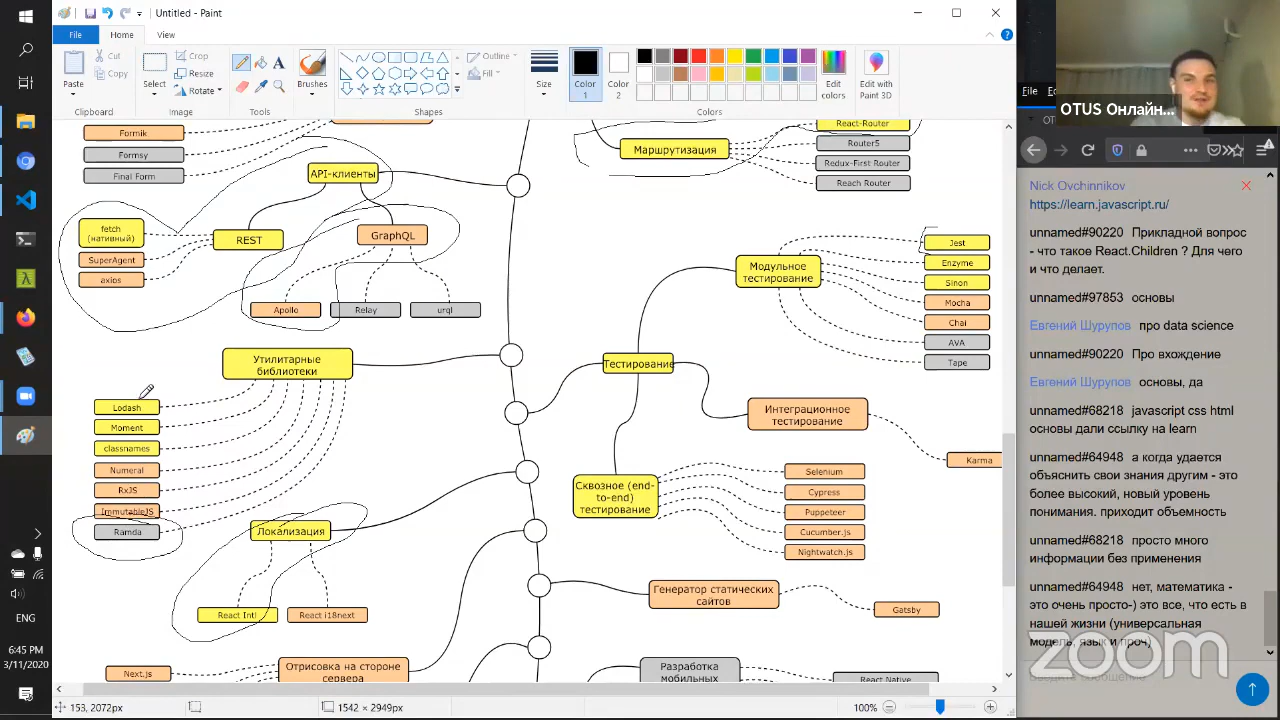 Untitled - Paint
File
Home
View
Paste
Cut
Copy
Clipboard
Select
Crop
Resize
Rotate
Image
Tools
Brushes
Outline
Fill
Shapes
Size
Color 1
Color 2
Edit colors
Edit with Paint 3D
Colors
Formik
Formsy
Final Form
API-клиенты
fetch
(нативный)
SuperAgent
axios
REST
GraphQL
Apollo
Relay
urql
Утилитарные
библиотеки
Lodash
Moment
classnames
Numeral
RxJS
ImmutableJS
Ramda
Локализация
React Intl
React i18next
Next.js
Отрисовка на стороне
сервера
Маршрутизация
React-Router
Router5
Redux-First Router
Reach Router
Модульное
тестирование
Jest
Enzyme
Sinon
Mocha
Chai
AVA
Tape
Тестирование
Интеграционное
тестирование
Karma
Сквозное (end-
to-end)
тестирование
Selenium
Cypress
Puppeteer
Cucumber.js
Nightwatch.js
Генератор статических
сайтов
Gatsby
Разработка
мобильных
React Native
153, 2072px
1542 × 2949px
100%
ENG
6:45 PM
3/11/2020
File
OTUS Онлайн...
Nick Ovchinnikov
https://learn.javascript.ru/
unnamed#90220 Прикладной вопрос
- что такое React.Children ? Для чего
и что делает.
unnamed#97853 основы
Евгений Шурупов про data science
unnamed#90220 Про вхождение
Евгений Шурупов основы, да
unnamed#68218 javascript css html
основы дали ссылку на learn
unnamed#64948 а когда удается
объяснить свои знания другим - это
более высокий, новый уровень
понимания. приходит объемность
unnamed#68218 просто много
информации без применения
unnamed#64948 нет, математика -
это очень просто-) это все, что есть в
нашей жизни (универсальная
модель, язык и проч)
zoom